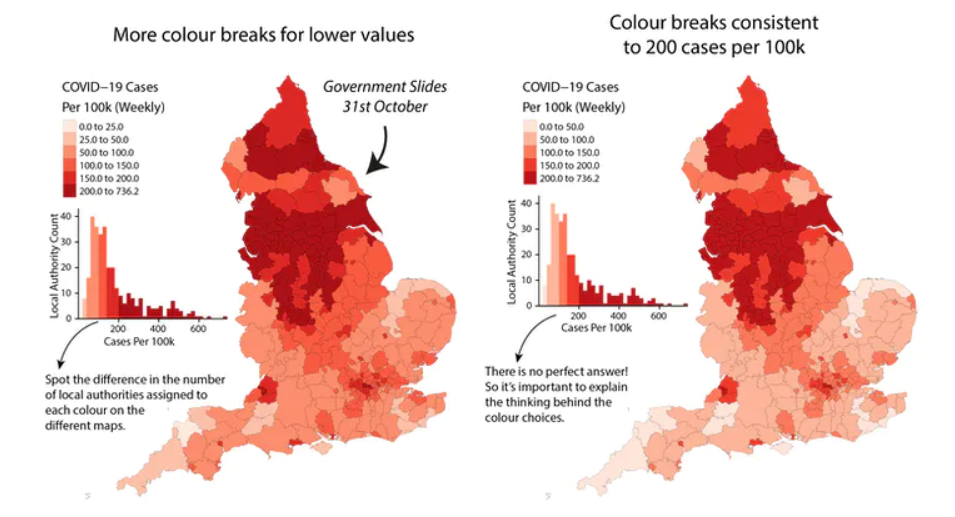 More colour breaks for lower values
COVID−19 Cases
Per 100k (Weekly)
0.0 to 25.0
25.0 to 50.0
50.0 to 100.0
100.0 to 150.0
150.0 to 200.0
200.0 to 736.2
Government Slides
31st October
Local Authority Count
40
30
20
10
0
200
400
600
Cases Per 100k
Spot the difference in the number
of local authorities assigned to
each colour on the
different maps.
Colour breaks consistent
to 200 cases per 100k
COVID−19 Cases
Per 100k (Weekly)
0.0 to 50.0
50.0 to 100.0
100.0 to 150.0
150.0 to 200.0
200.0 to 736.2
Local Authority Count
40
30
20
10
0
200
400
600
Cases Per 100k
There is no perfect answer!
So it's important to explain
the thinking behind the
colour choices.